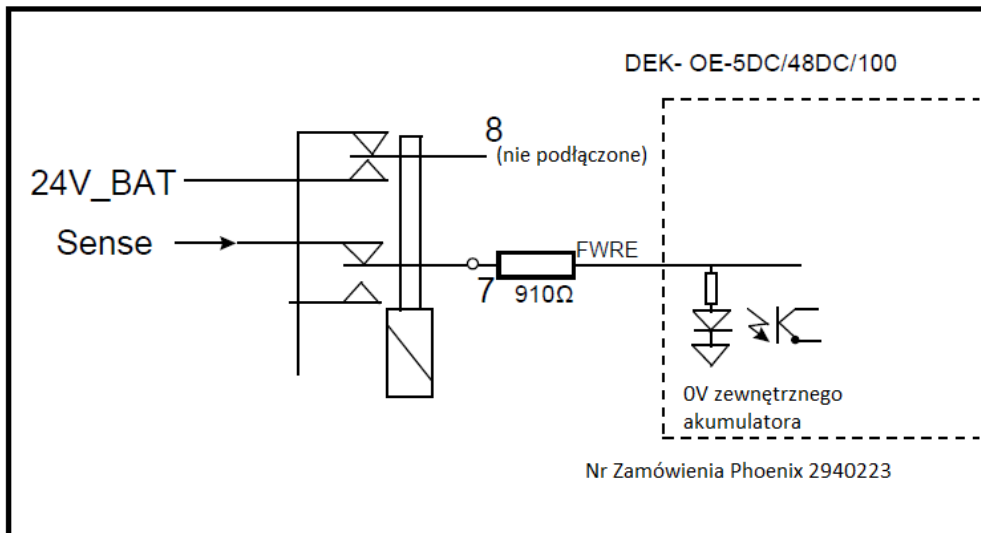 DEK- OE-5DC/48DC/100
8
(nie podłączone)
24V_BAT
Sense
FWRE
7
910Ω
0V zewnętrznego
akumulatora
Nr Zamówienia Phoenix 2940223